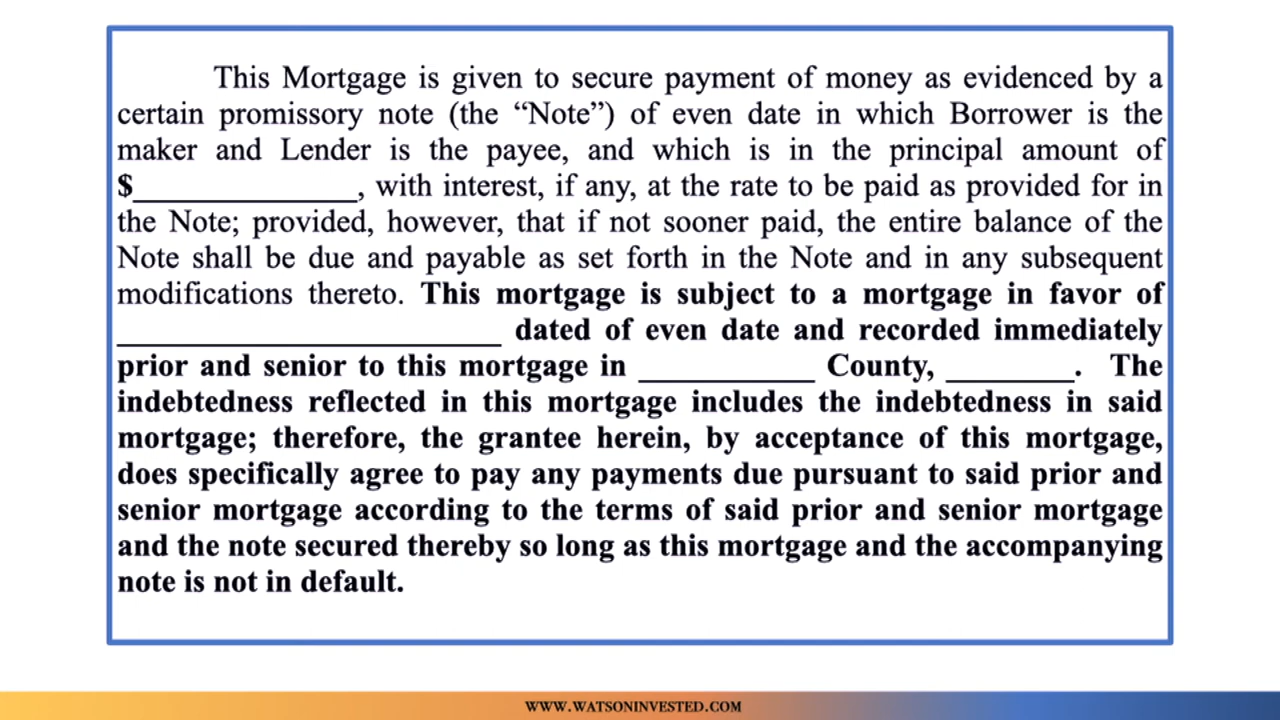 This Mortgage is given to secure payment of money as evidenced by a
certain promissory note (the “Note”) of even date in which Borrower is the
maker and Lender is the payee, and which is in the principal amount of
$_______________, with interest, if any, at the rate to be paid as provided for in
the Note; provided, however, that if not sooner paid, the entire balance of the
Note shall be due and payable as set forth in the Note and in any subsequent
modifications thereto. This mortgage is subject to a mortgage in favor of
__________________________ dated of even date and recorded immediately
prior and senior to this mortgage in ____________ County, _________. The
indebtedness reflected in this mortgage includes the indebtedness in said
mortgage; therefore, the grantee herein, by acceptance of this mortgage,
does specifically agree to pay any payments due pursuant to said prior and
senior mortgage according to the terms of said prior and senior mortgage
and the note secured thereby so long as this mortgage and the accompanying
note is not in default.
WWW.WATSONINVESTED.COM